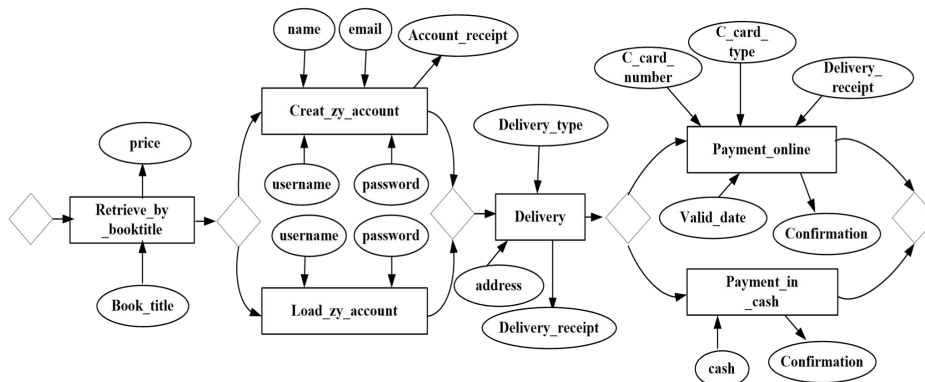 name
email
Account_receipt
C_card_
number
C_card_
type
Delivery_
receipt
Creat_zy_account
Delivery_type
Payment_online
price
username
password
Retrieve_by
_booktitle
Delivery
Valid_date
Confirmation
username
password
address
Book_title
Load_zy_account
Delivery_receipt
Payment_in
_cash
cash
Confirmation